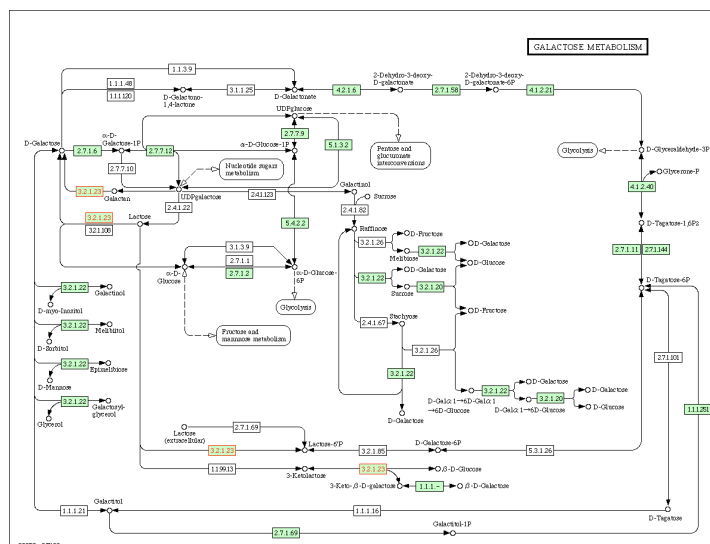 GALACTOSE METABOLISM
1.1.3.9
1.1.1.48
1.1.1.120
3.1.1.25
D-Galactono-
1,4-lactone
D-Galactonate
4.2.1.6
2-Dehydro-3-deoxy-
D-galactonate
2.7.1.58
2-Dehydro-3-deoxy-
D-galactonate-6P
4.1.2.21
UDPglucose
D-Galactose
α-D-
Galactose-1P
2.7.1.6
2.7.7.12
α-D-Glucose-1P
2.7.7.9
5.1.3.2
Pentose and
glucuronate
interconversions
Glycolysis
D-Glyceraldehyde-3P
2.7.7.10
Nucleotide sugars
metabolism
Glycerone-P
4.1.2.40
3.2.1.23
Galactan
UDPgalactose
2.4.1.123
Galactinol
Sucrose
2.4.1.22
2.4.1.82
3.2.1.23
3.2.1.108
Lactose
5.4.2.2
Raffinose
D-Tagatose-1,6P2
3.2.1.26
D-Fructose
Melibiose
3.2.1.22
D-Galactose
D-Glucose
2.7.1.11
2.7.1.144
3.1.3.9
2.7.1.1
2.7.1.2
α-D-
Glucose
α-D-Glucose-
6P
3.2.1.22
D-Galactose
Sucrose
3.2.1.20
D-Fructose
D-Tagatose-6P
Glycolysis
3.2.1.22
Galactinol
D-myo-Inositol
Fructose and
mannose metabolism
Stachyose
2.4.1.67
3.2.1.22
Melibiitol
D-Sorbitol
3.2.1.26
2.7.1.101
3.2.1.22
Epimelibiose
D-Mannose
3.2.1.22
3.2.1.22
Galactosyl-
glycerol
Glycerol
D-Galactose
D-Galα1→6D-Galα1
→6D-Glucose
3.2.1.22
D-Galactose
D-Galα1→6D-Glucose
3.2.1.20
D-Galactose
D-Glucose
1.1.1.251
Lactose
(extracellular)
2.7.1.69
3.2.1.23
Lactose-6'P
3.2.1.85
D-Galactose-6P
5.3.1.26
1.1.99.13
3-Ketolactose
3.2.1.23
β-D-Glucose
3-Keto-β-D-galactose
1.1.1.-
β-D-Galactose
1.1.1.21
Galactitol
1.1.1.16
D-Tagatose
2.7.1.69
Galactitol-1P